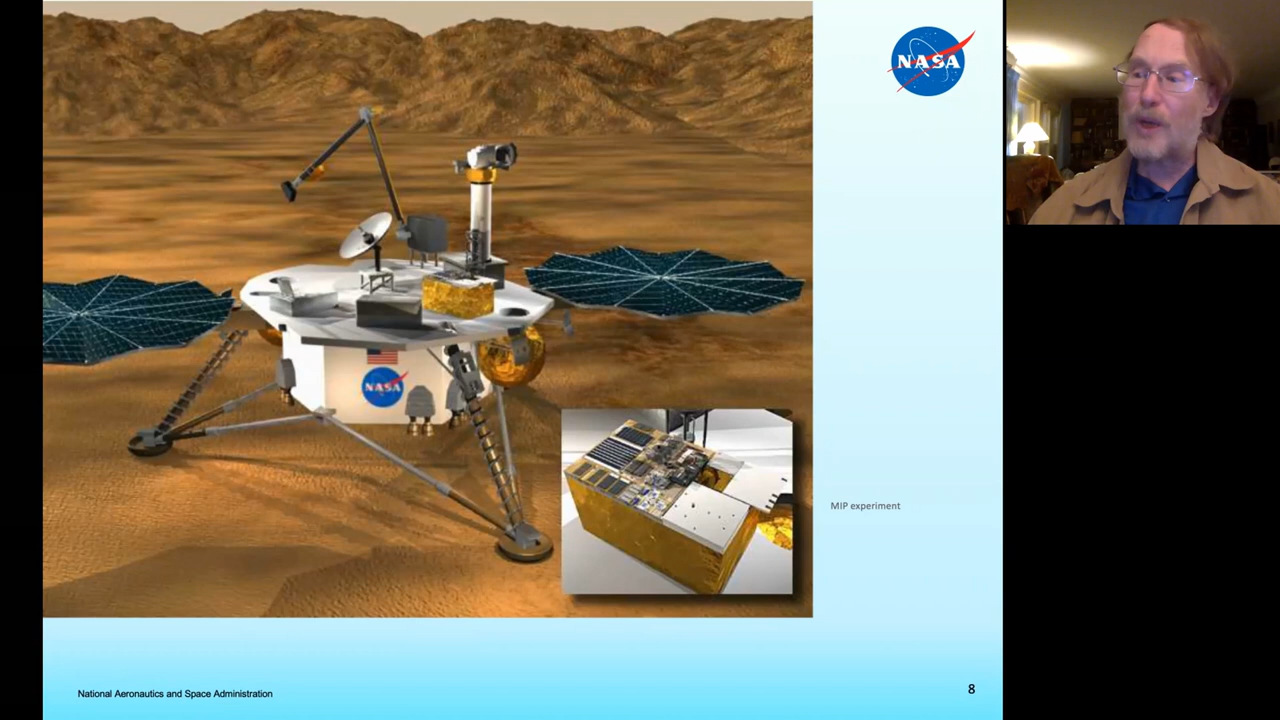 NASA
NASA
MIP experiment
National Aeronautics and Space Administration
8